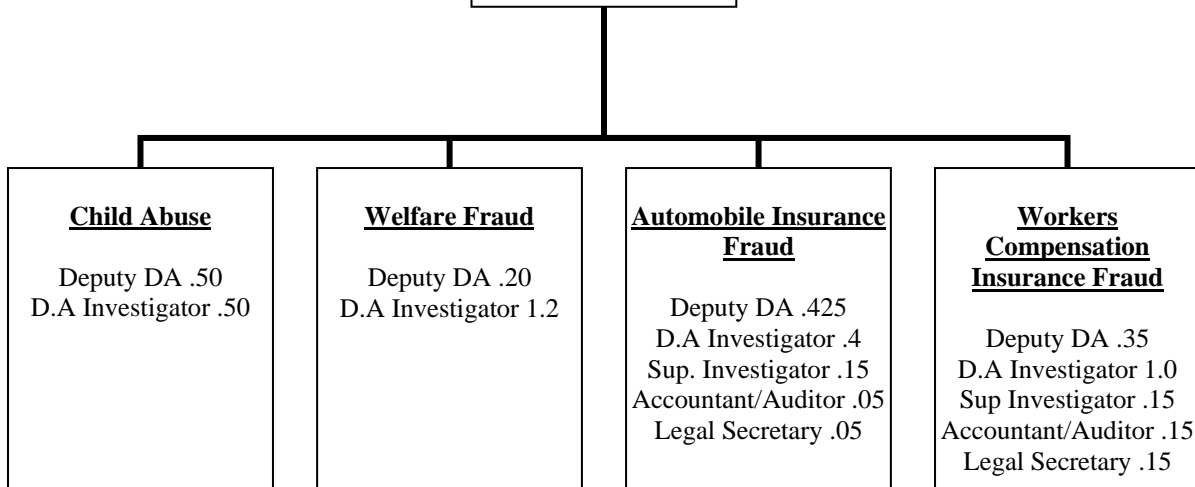 Child Abuse
Deputy DA .50
D.A Investigator .50
Welfare Fraud
Deputy DA .20
D.A Investigator 1.2
Automobile Insurance
Fraud
Deputy DA .425
D.A Investigator .4
Sup. Investigator .15
Accountant/Auditor .05
Legal Secretary .05
Workers
Compensation
Insurance Fraud
Deputy DA .35
D.A Investigator 1.0
Sup Investigator .15
Accountant/Auditor .15
Legal Secretary .15